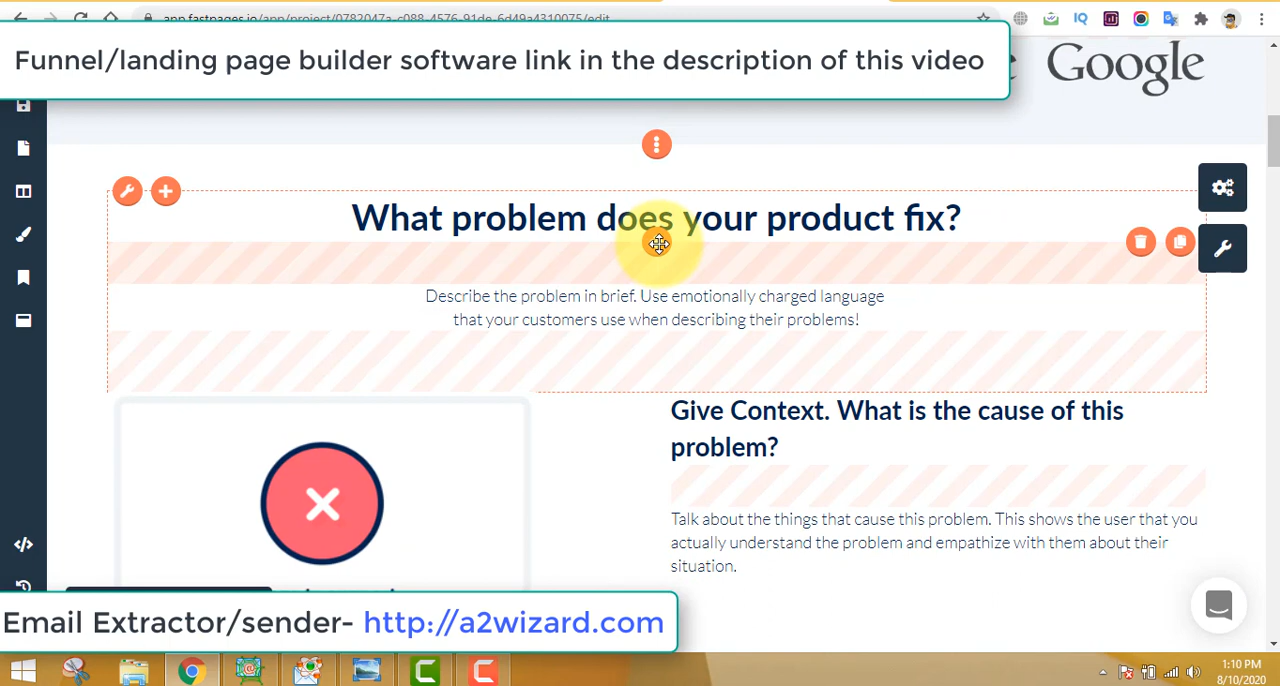 Funnel/landing page builder software link in the description of this video
Google
What problem does your product fix?
Describe the problem in brief. Use emotionally charged language
that your customers use when describing their problems!
Give Context. What is the cause of this
problem?
Talk about the things that cause this problem. This shows the user that you
actually understand the problem and empathize with them about their
situation.
Email Extractor/sender- http://a2wizard.com
1:10 PM
8/10/2020